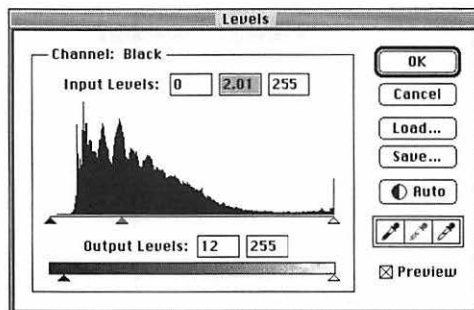 Levels
Channel: Black
Input Levels: 0 2.01 255
Output Levels: 12 255
OK
Cancel
Load...
Save...
Auto
Preview